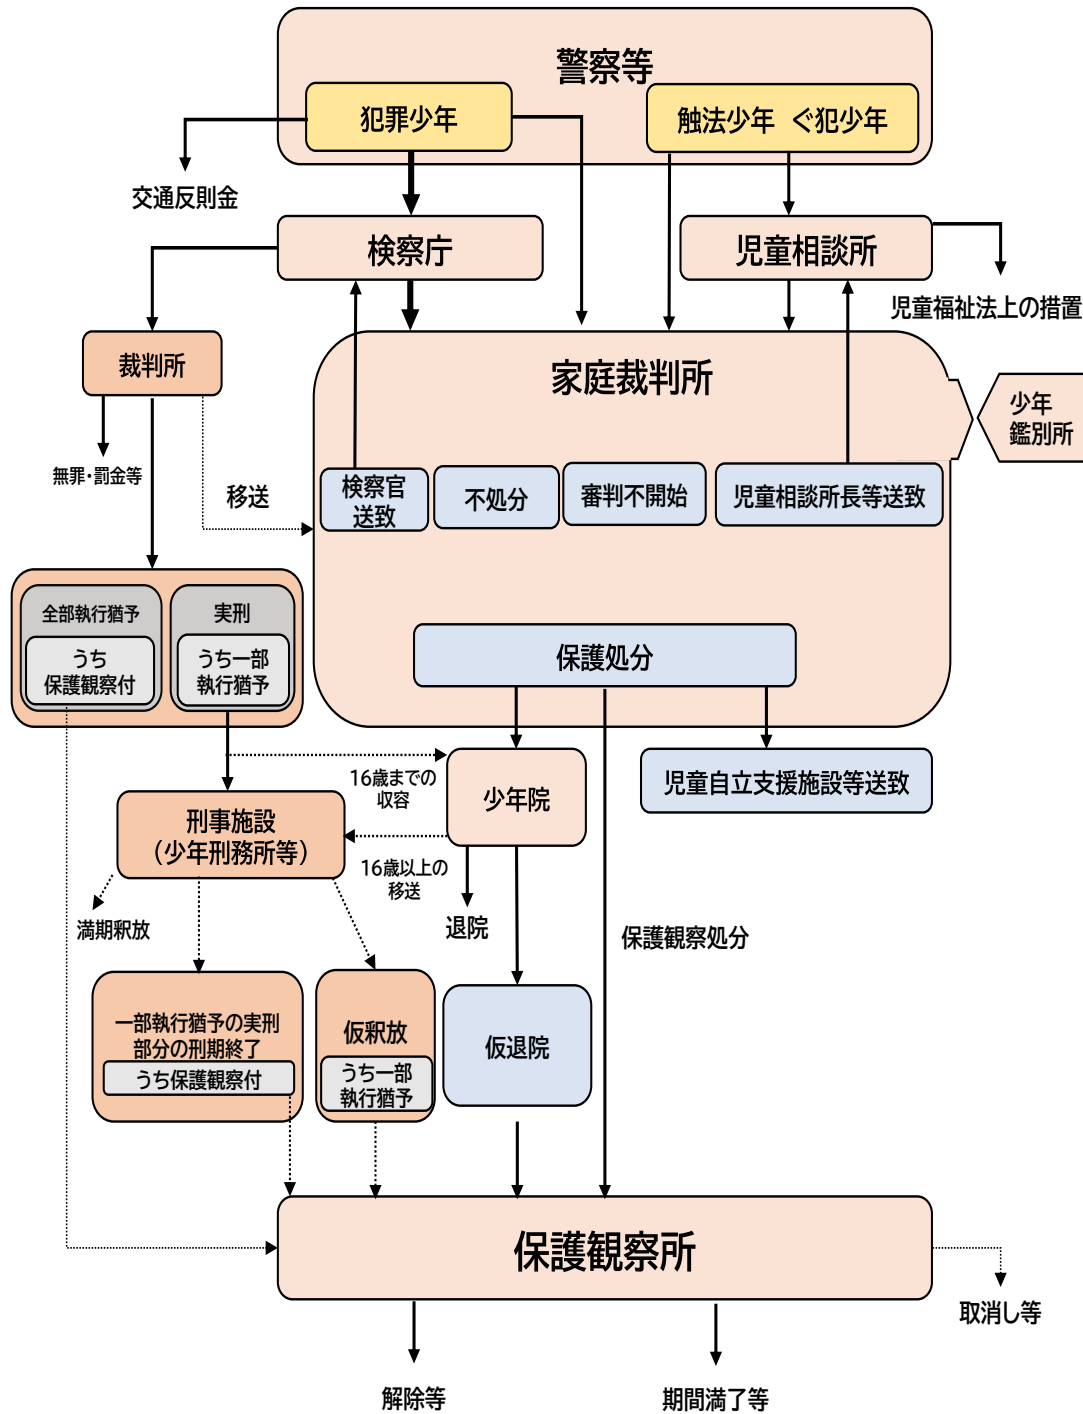 警察等
犯罪少年
触法少年 ぐ犯少年
交通反則金
検察庁
児童相談所
児童福祉法上の措置
裁判所
家庭裁判所
少年
鑑別所
無罪・罰金等
移送
検察官
送致
不処分
審判不開始
児童相談所長等送致
全部執行猶予
うち
保護観察付
実刑
うち一部
執行猶予
保護処分
16歳までの
収容
少年院
児童自立支援施設等送致
刑事施設
（少年刑務所等）
16歳以上の
移送
満期釈放
退院
保護観察処分
一部執行猶予の実刑
部分の刑期終了
うち保護観察付
仮釈放
うち一部
執行猶予
仮退院
保護観察所
取消し等
解除等
期間満了等